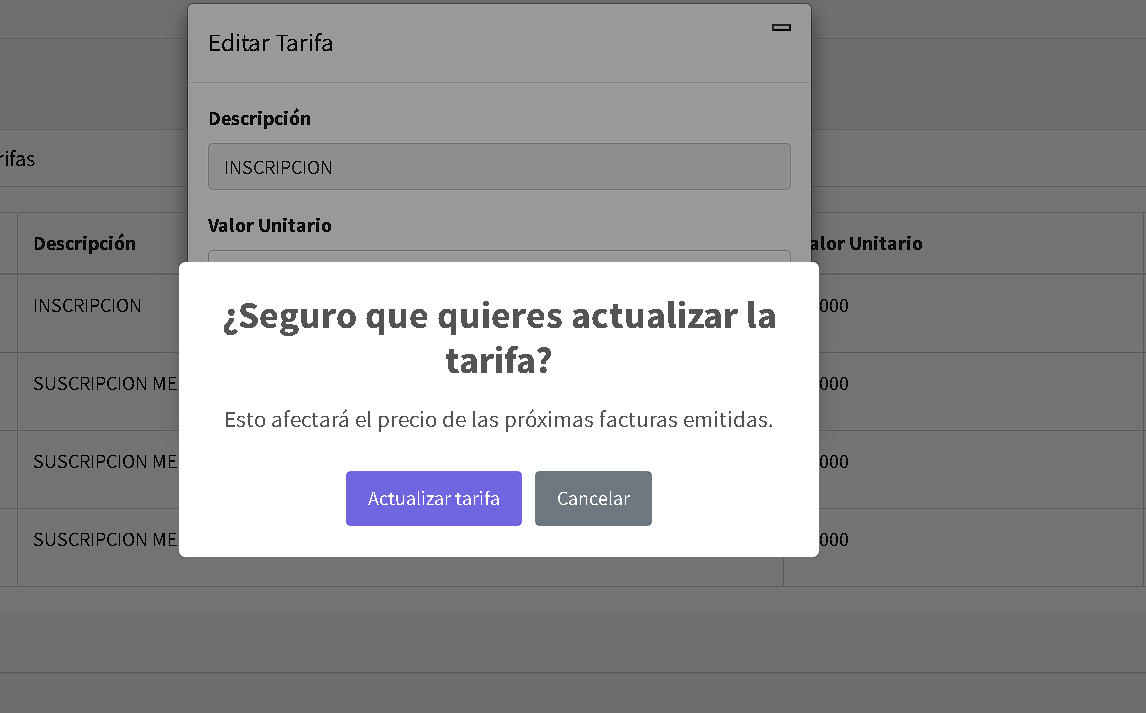 Editar Tarifa
Descripción
INSCRIPCION
Valor Unitario
Descripción
alor Unitario
INSCRIPCION
000
SUSCRIPCION ME
000
SUSCRIPCION ME
000
SUSCRIPCION ME
000
rifas
¿Seguro que quieres actualizar la
tarifa?
Esto afectará el precio de las próximas facturas emitidas.
Actualizar tarifa
Cancelar